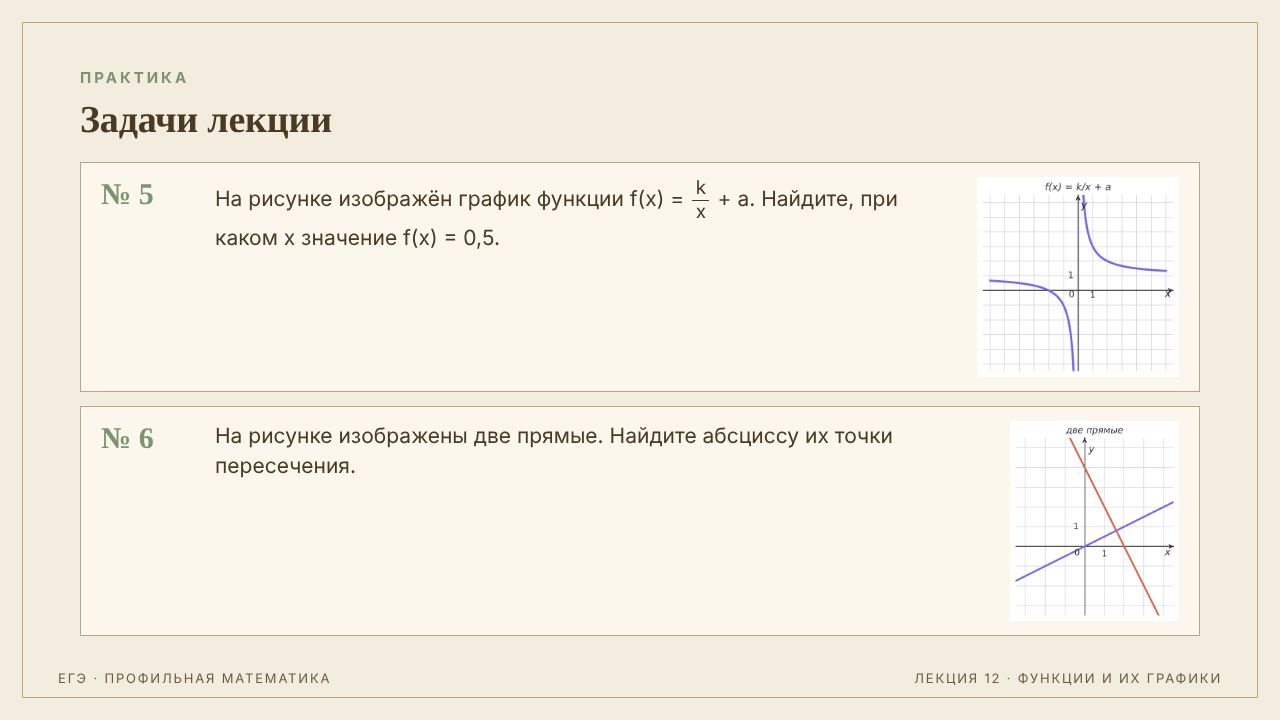 ПРАКТИКА
Задачи лекции
№ 5
На рисунке изображён график функции f(x) = k/x + a. Найдите, при
каком x значение f(x) = 0,5.
f(x) = k/x + a
y
1
0 1 x
№ 6
На рисунке изображены две прямые. Найдите абсциссу их точки
пересечения.
две прямые
y
1
0 1 x
ЕГЭ · ПРОФИЛЬНАЯ МАТЕМАТИКА
ЛЕКЦИЯ 12 · ФУНКЦИИ И ИХ ГРАФИКИ